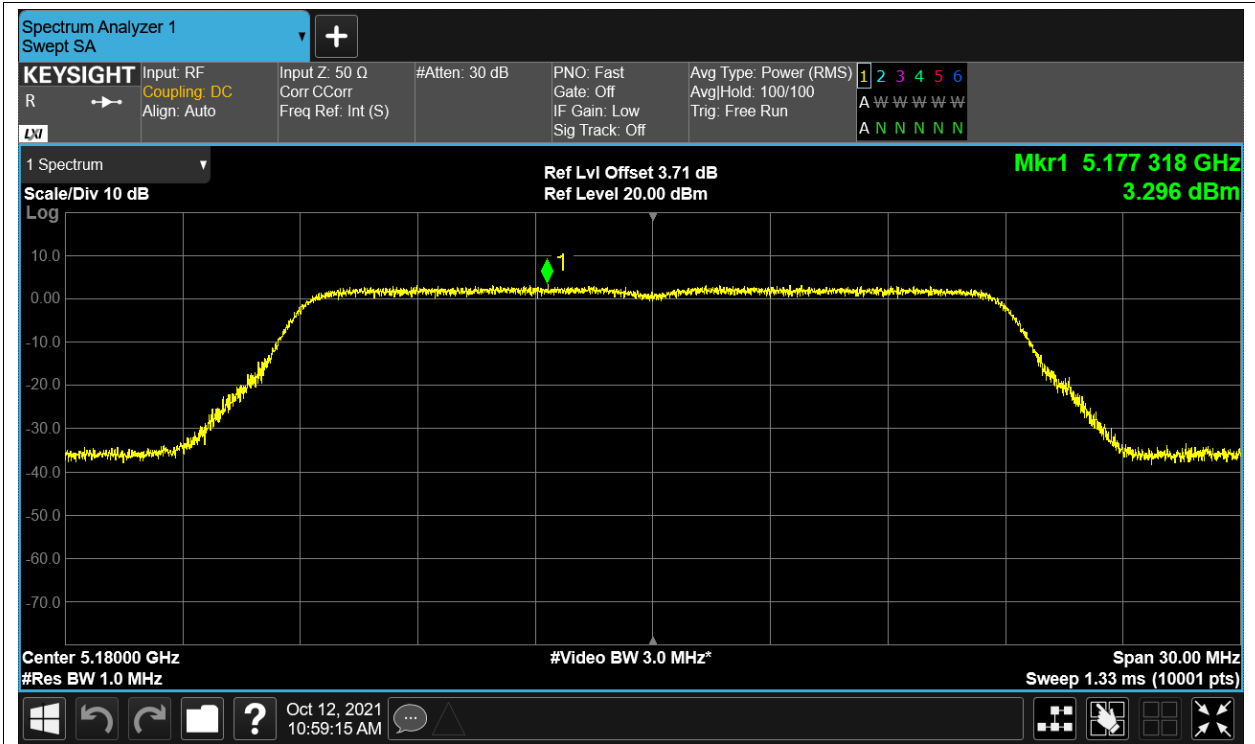 Spectrum Analyzer 1
Swept SA
KEYSIGHT
R
LXI
Input: RF
Coupling: DC
Align: Auto
Input Z: 50 Ω
Corr CCorr
Freq Ref: Int (S)
#Atten: 30 dB
PNO: Fast
Gate: Off
IF Gain: Low
Sig Track: Off
Avg Type: Power (RMS)
Avg|Hold: 100/100
Trig: Free Run
1 2 3 4 5 6
A W W W W W
A N N N N N
1 Spectrum
Scale/Div 10 dB
Log
Ref Lvl Offset 3.71 dB
Ref Level 20.00 dBm
Mkr1 5.177 318 GHz
3.296 dBm
1
10.0
0.00
-10.0
-20.0
-30.0
-40.0
-50.0
-60.0
-70.0
Center 5.18000 GHz
#Res BW 1.0 MHz
#Video BW 3.0 MHz*
Span 30.00 MHz
Sweep 1.33 ms (10001 pts)
?
Oct 12, 2021
10:59:15 AM